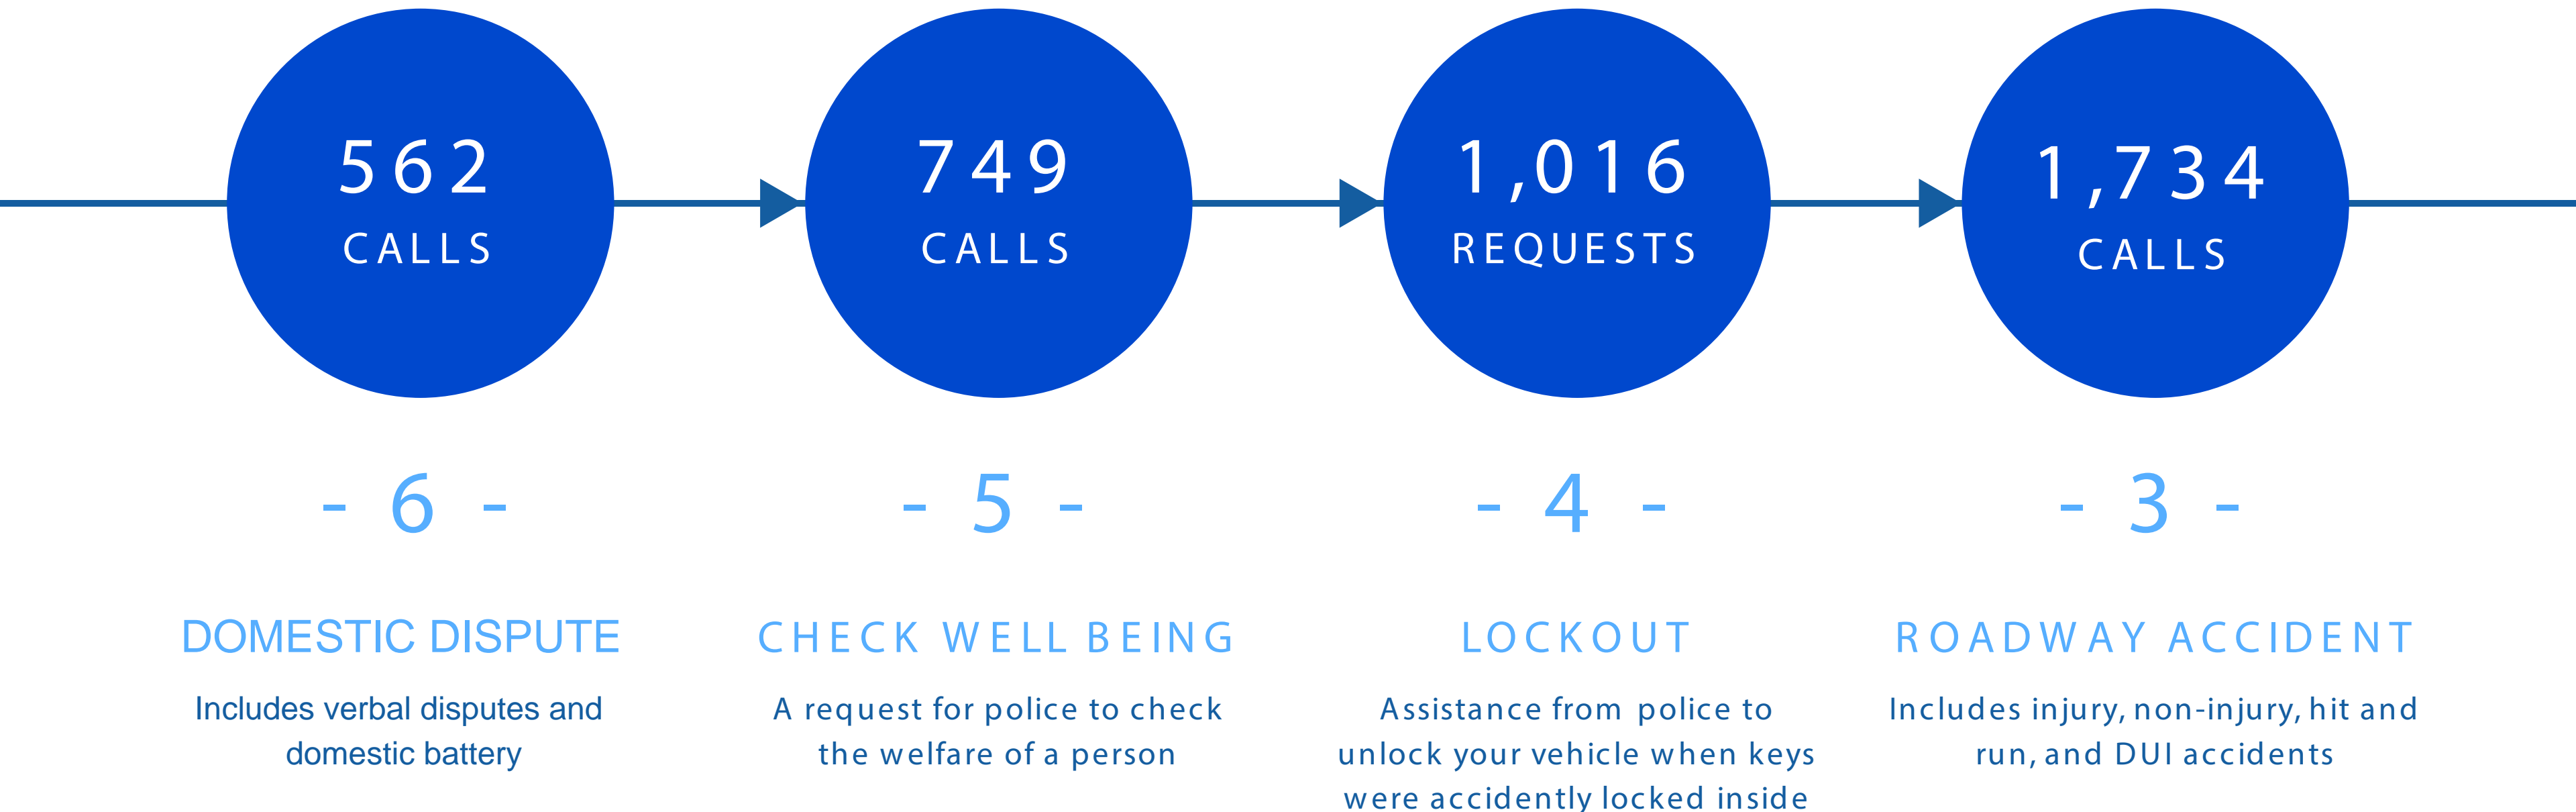 562
CALLS
- 6 -
DOMESTIC DISPUTE
Includes verbal disputes and
domestic battery
749
CALLS
- 5 -
CHECK WELL BEING
A request for police to check
the welfare of a person
1,016
REQUESTS
- 4 -
LOCKOUT
Assistance from police to
unlock your vehicle when keys
were accidently locked inside
1,734
CALLS
- 3 -
ROADWAY ACCIDENT
Includes injury, non-injury, hit and
run, and DUI accidents